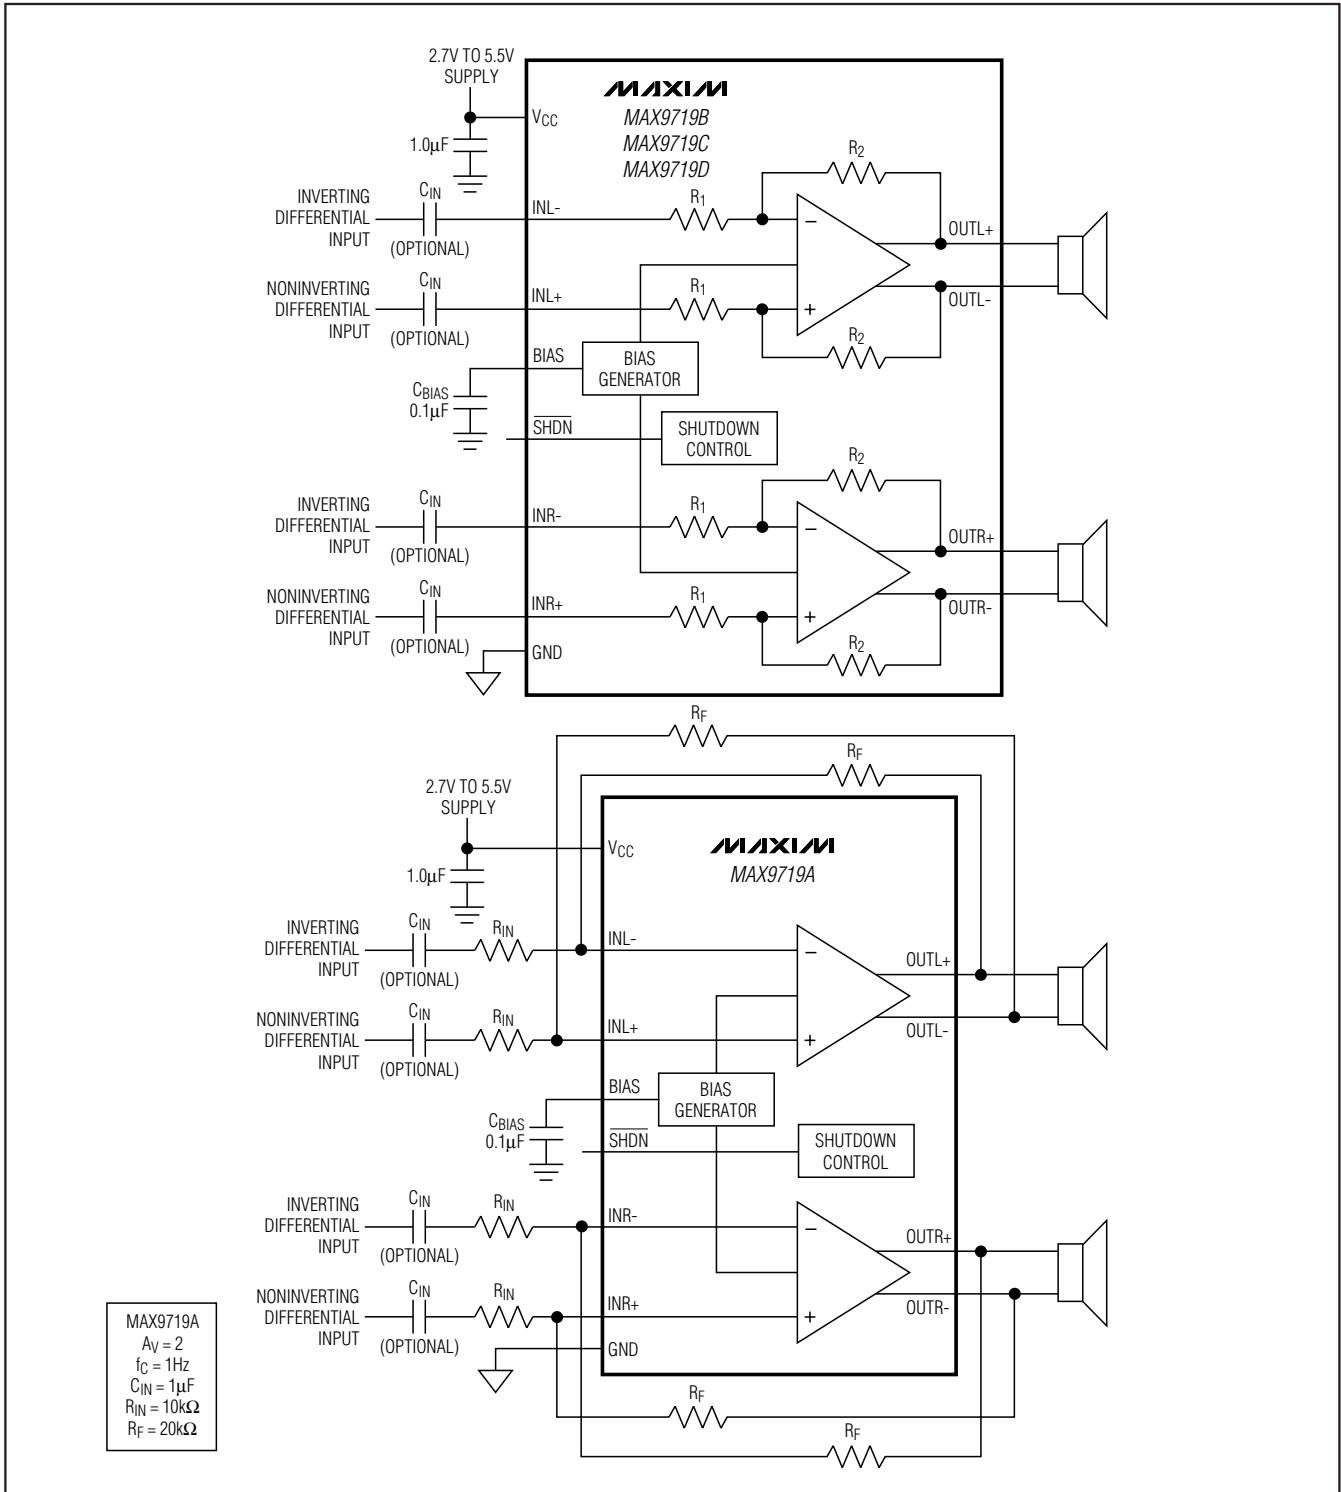 2.7V TO 5.5V
SUPPLY
MAXIM
MAX9719B
MAX9719C
MAX9719D
VCC
1.0μF
INVERTING
DIFFERENTIAL
INPUT
CIN
(OPTIONAL)
INL-
R1
R2
OUTL+
NONINVERTING
DIFFERENTIAL
INPUT
CIN
(OPTIONAL)
INL+
R1
R2
OUTL-
BIAS
BIAS
GENERATOR
CBIAS
0.1μF
SHDN
SHUTDOWN
CONTROL
INVERTING
DIFFERENTIAL
INPUT
CIN
(OPTIONAL)
INR-
R1
R2
OUTR+
NONINVERTING
DIFFERENTIAL
INPUT
CIN
(OPTIONAL)
INR+
R1
R2
OUTR-
GND
RF
RF
2.7V TO 5.5V
SUPPLY
MAXIM
MAX9719A
VCC
1.0μF
INVERTING
DIFFERENTIAL
INPUT
CIN
(OPTIONAL)
RIN
INL-
OUTL+
NONINVERTING
DIFFERENTIAL
INPUT
CIN
(OPTIONAL)
RIN
INL+
OUTL-
BIAS
BIAS
GENERATOR
CBIAS
0.1μF
SHDN
SHUTDOWN
CONTROL
INVERTING
DIFFERENTIAL
INPUT
CIN
(OPTIONAL)
RIN
INR-
OUTR+
NONINVERTING
DIFFERENTIAL
INPUT
CIN
(OPTIONAL)
RIN
INR+
OUTR-
GND
RF
RF
MAX9719A
AV = 2
fC = 1Hz
CIN = 1μF
RIN = 10kΩ
RF = 20kΩ